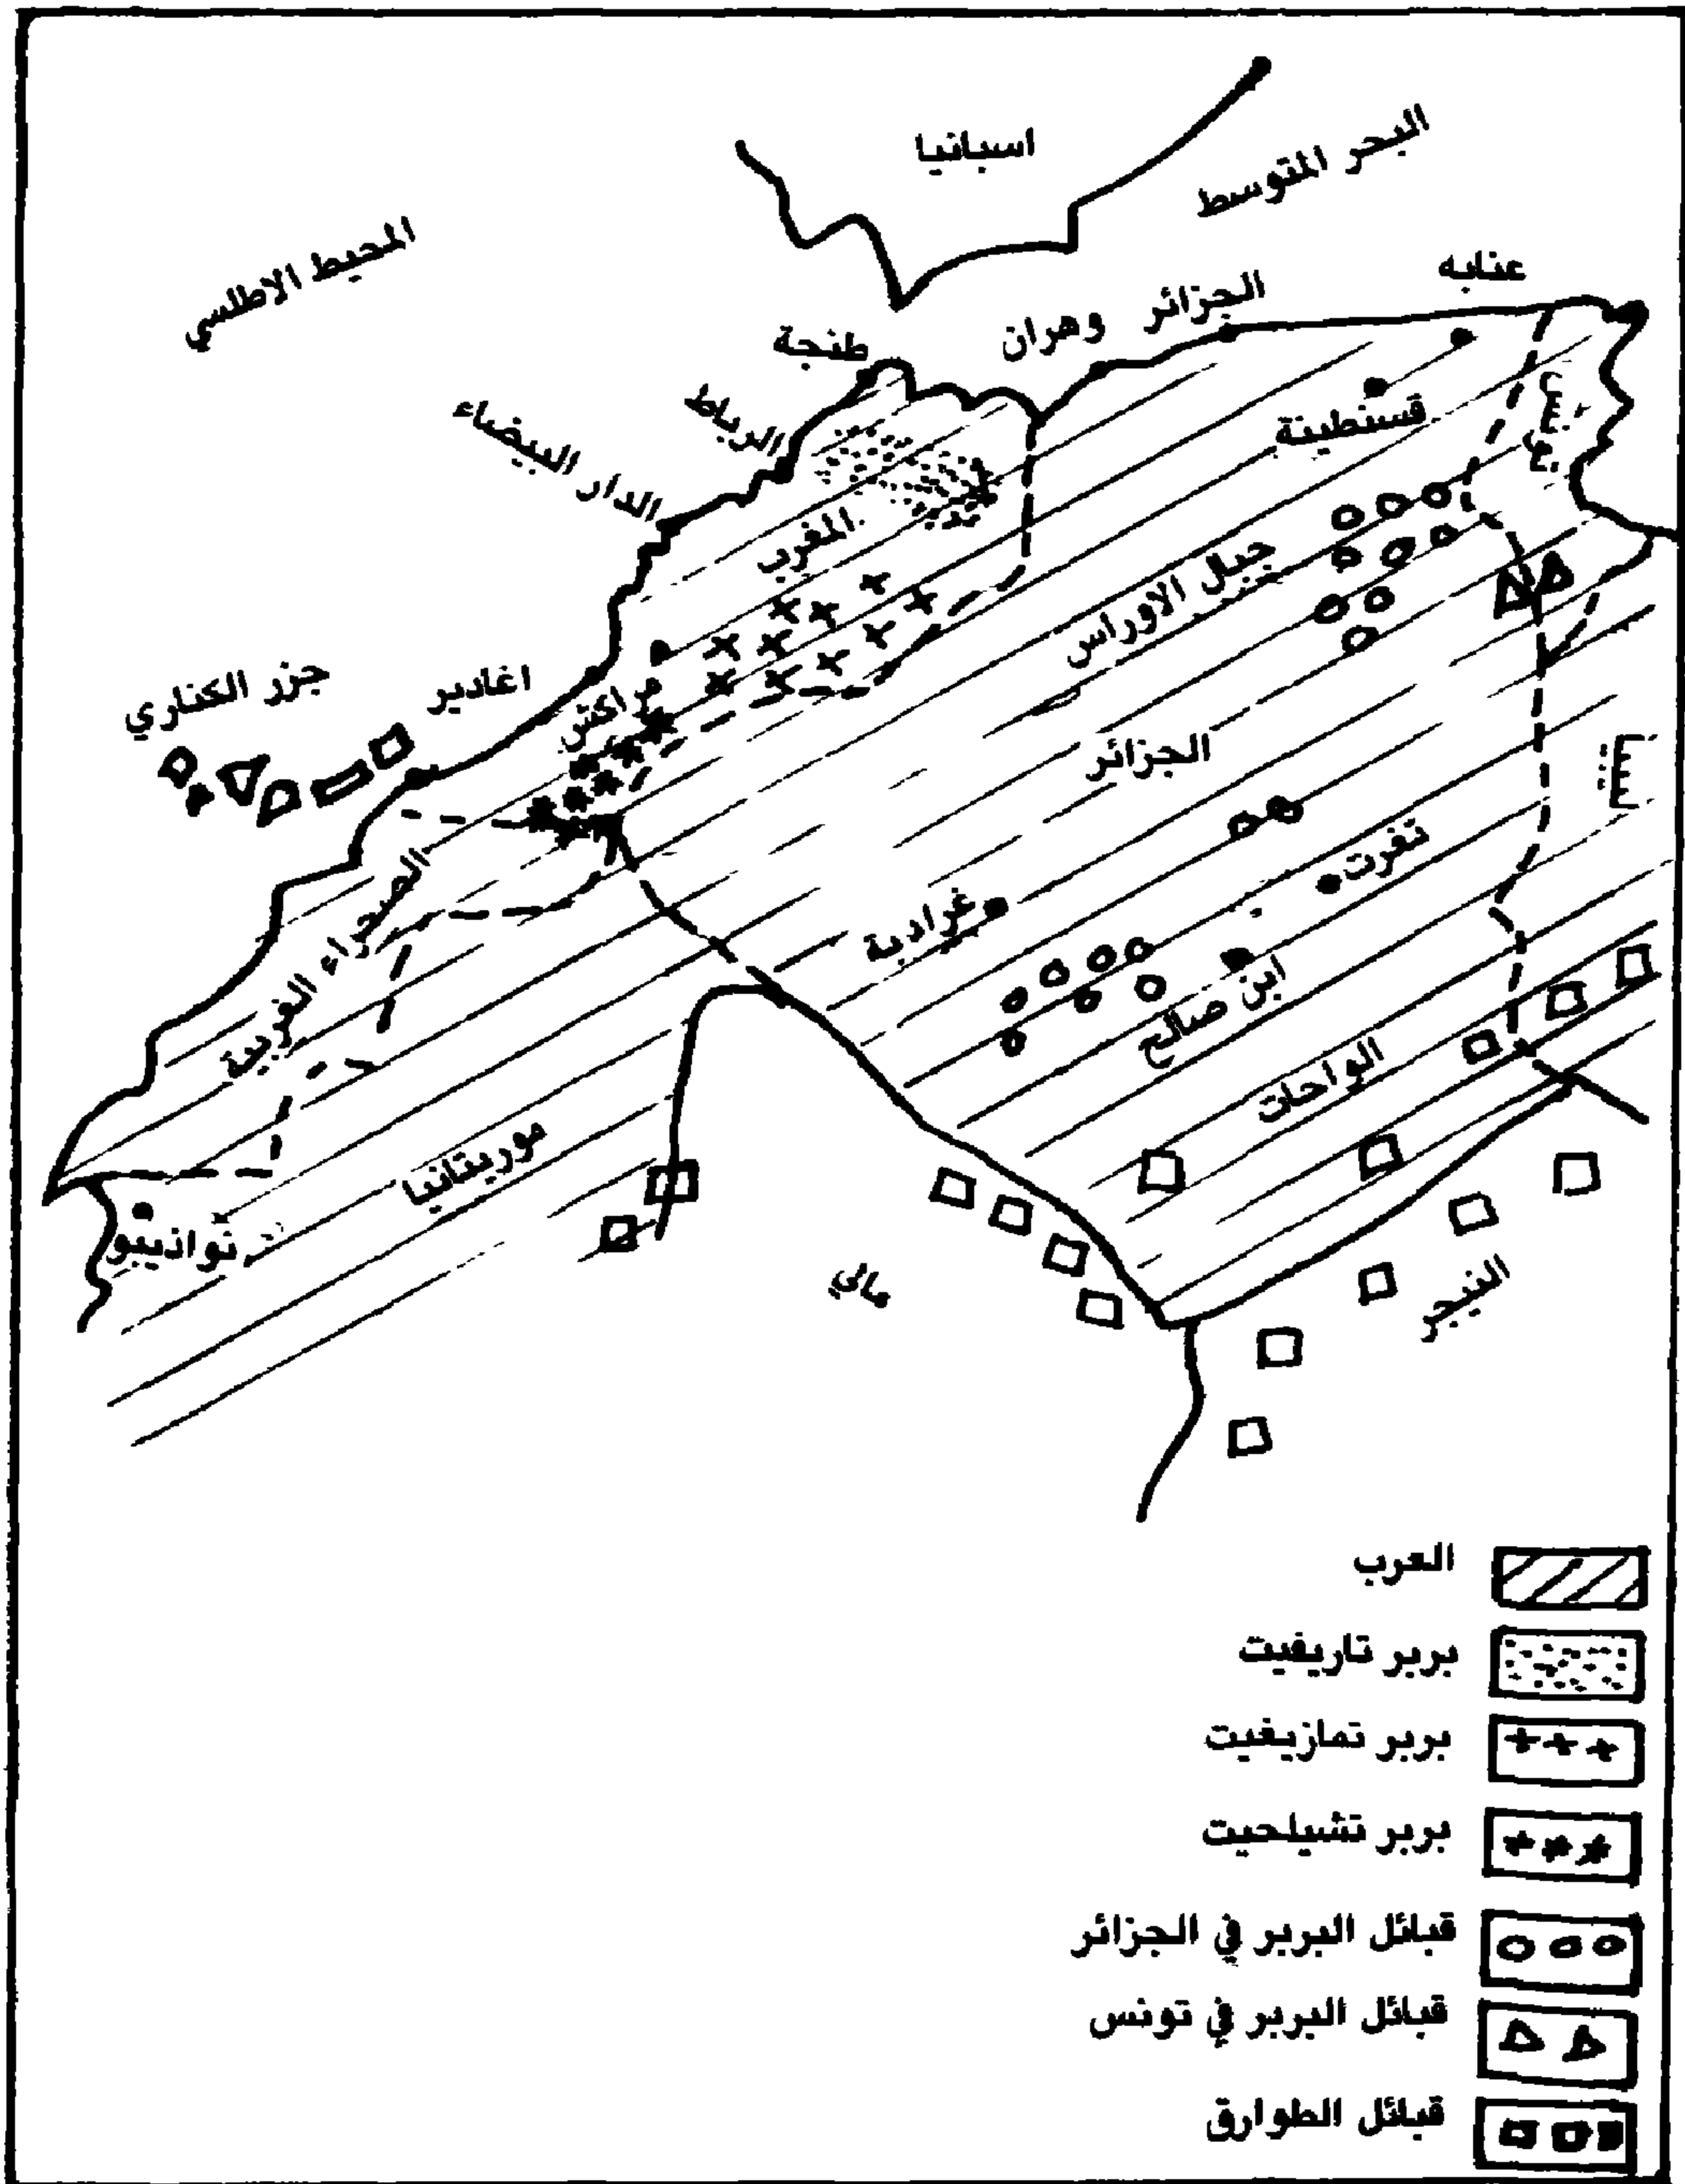 اسبانيا
البحر المتوسط
المحيط الاطلسي
عنابه
الجزائر
وهران
طنجة
الرباط
الدار البيضاء
قسنطينة
المغرب
جبال الاوراس
جزر الكناري
اغادير
مراكش
الجزائر
تغرت
غرادية
الصحراء الغربية
ابن صالح
الواحات
موريتانيا
نواذيبو
مالي
النيجر
العرب
بربر تاريفيت
بربر تمازيغيت
بربر تشيلحيت
قبائل البربر في الجزائر
قبائل البربر في تونس
قبائل الطوارق